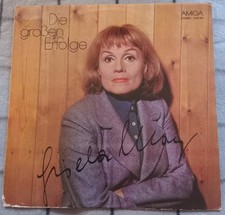 Die
großen
Erfolge
AMIGA
Gisela May